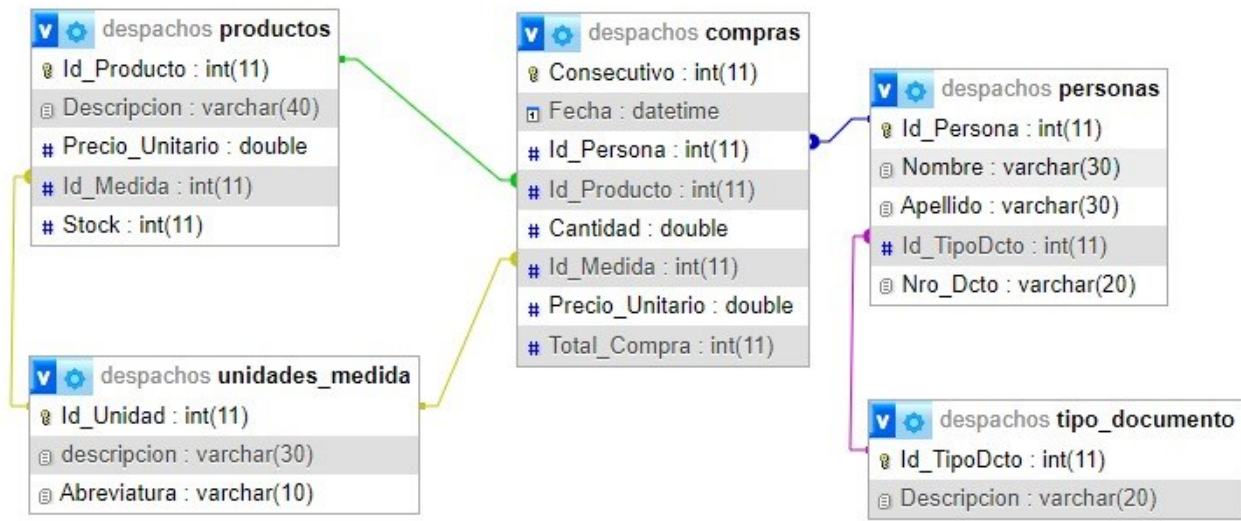 despachos productos
Id_Producto : int(11)
Descripcion : varchar(40)
# Precio_Unitario : double
# Id_Medida : int(11)
# Stock : int(11)
despachos unidades_medida
Id_Unidad : int(11)
descripcion : varchar(30)
Abreviatura : varchar(10)
despachos compras
Consecutivo : int(11)
Fecha : datetime
# Id_Persona : int(11)
# Id_Producto : int(11)
# Cantidad : double
# Id_Medida : int(11)
# Precio_Unitario : double
# Total_Compra : int(11)
despachos personas
Id_Persona : int(11)
Nombre : varchar(30)
Apellido : varchar(30)
# Id_TipoDcto : int(11)
Nro_Dcto : varchar(20)
despachos tipo_documento
Id_TipoDcto : int(11)
Descripcion : varchar(20)